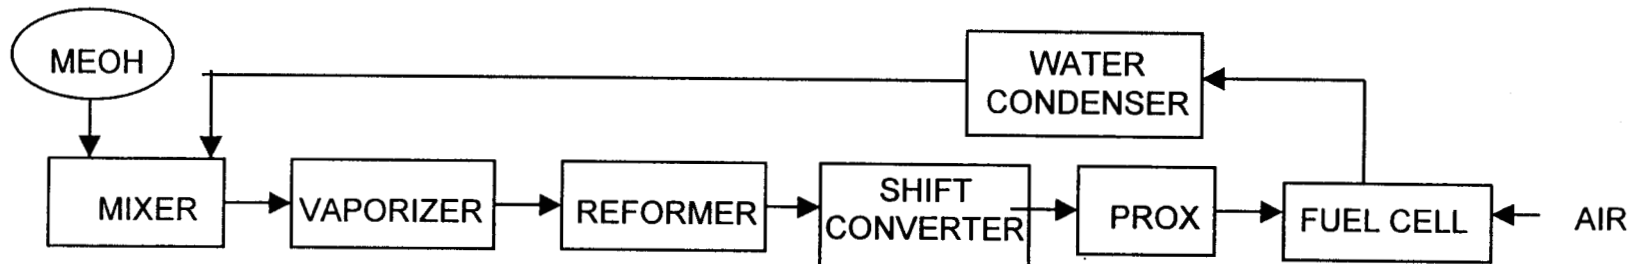 MEOH
WATER
CONDENSER
MIXER
VAPORIZER
REFORMER
SHIFT
CONVERTER
PROX
FUEL CELL
AIR